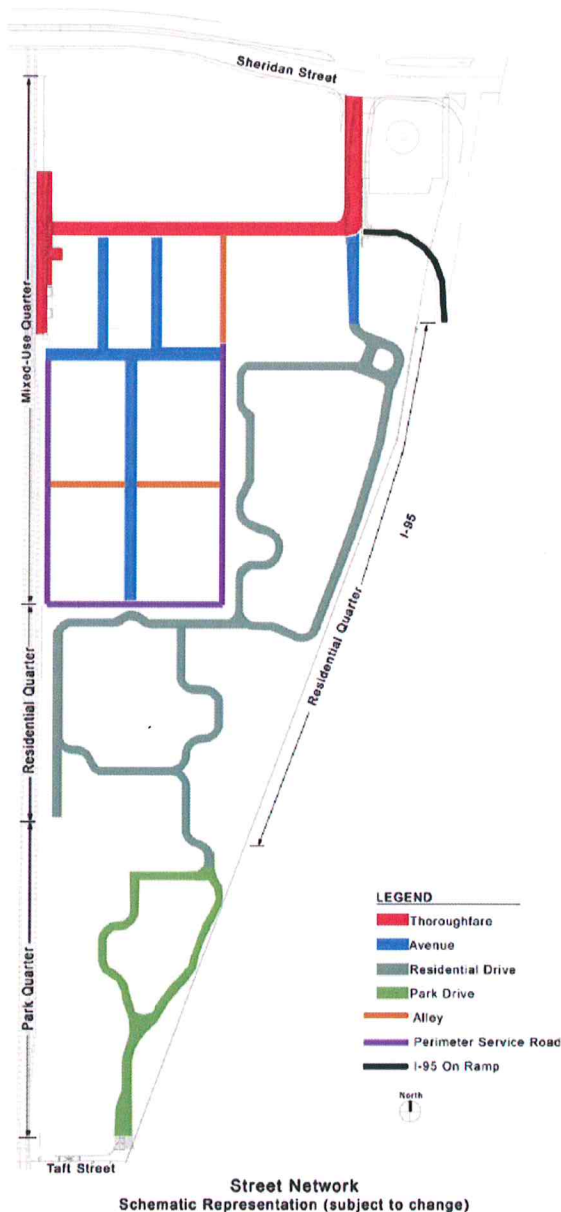 Sheridan Street
Mixed-Use Quarter
I-95
Residential Quarter
Residential Quarter
Park Quarter
LEGEND
Thoroughfare
Avenue
Residential Drive
Park Drive
Alley
Perimeter Service Road
I-95 On Ramp
North
Taft Street
Street Network
Schematic Representation (subject to change)